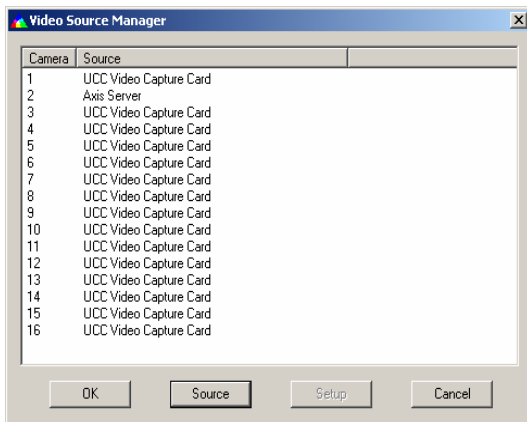 Video Source Manager
Camera Source
1 UCC Video Capture Card
2 Axis Server
3 UCC Video Capture Card
4 UCC Video Capture Card
5 UCC Video Capture Card
6 UCC Video Capture Card
7 UCC Video Capture Card
8 UCC Video Capture Card
9 UCC Video Capture Card
10 UCC Video Capture Card
11 UCC Video Capture Card
12 UCC Video Capture Card
13 UCC Video Capture Card
14 UCC Video Capture Card
15 UCC Video Capture Card
16 UCC Video Capture Card
OK Source Setup Cancel